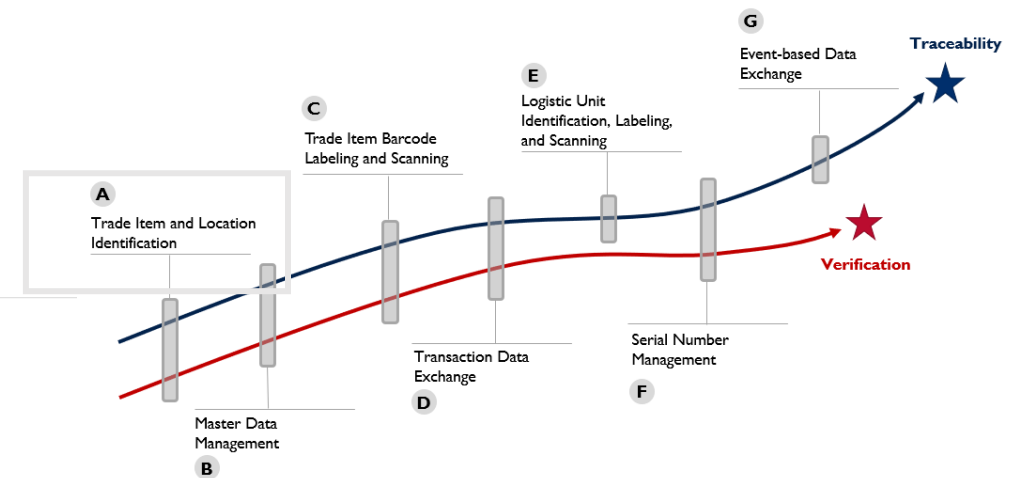 A
Trade Item and Location
Identification
B
Master Data
Management
C
Trade Item Barcode
Labeling and Scanning
D
Transaction Data
Exchange
E
Logistic Unit
Identification, Labeling,
and Scanning
F
Serial Number
Management
G
Event-based Data
Exchange
Traceability
Verification